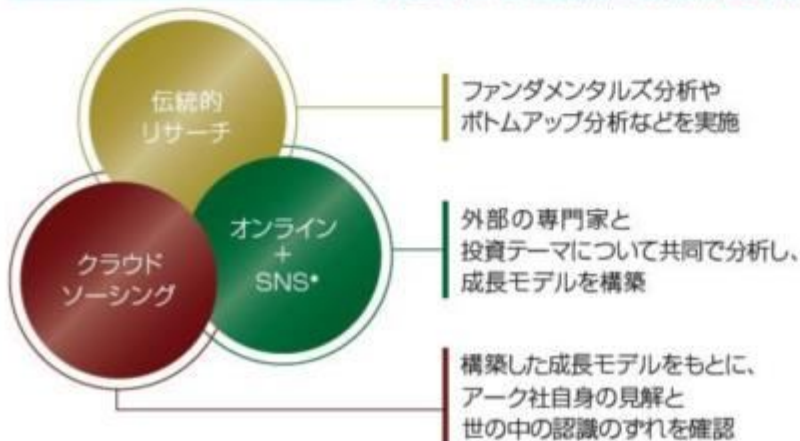 伝統的
リサーチ
ファンダメンタルズ分析や
ボトムアップ分析などを実施
オンライン
+
SNS*
外部の専門家と
投資テーマについて共同で分析し、
成長モデルを構築
クラウド
ソーシング
構築した成長モデルをもとに、
アーク社自身の見解と
世の中の認識のずれを確認